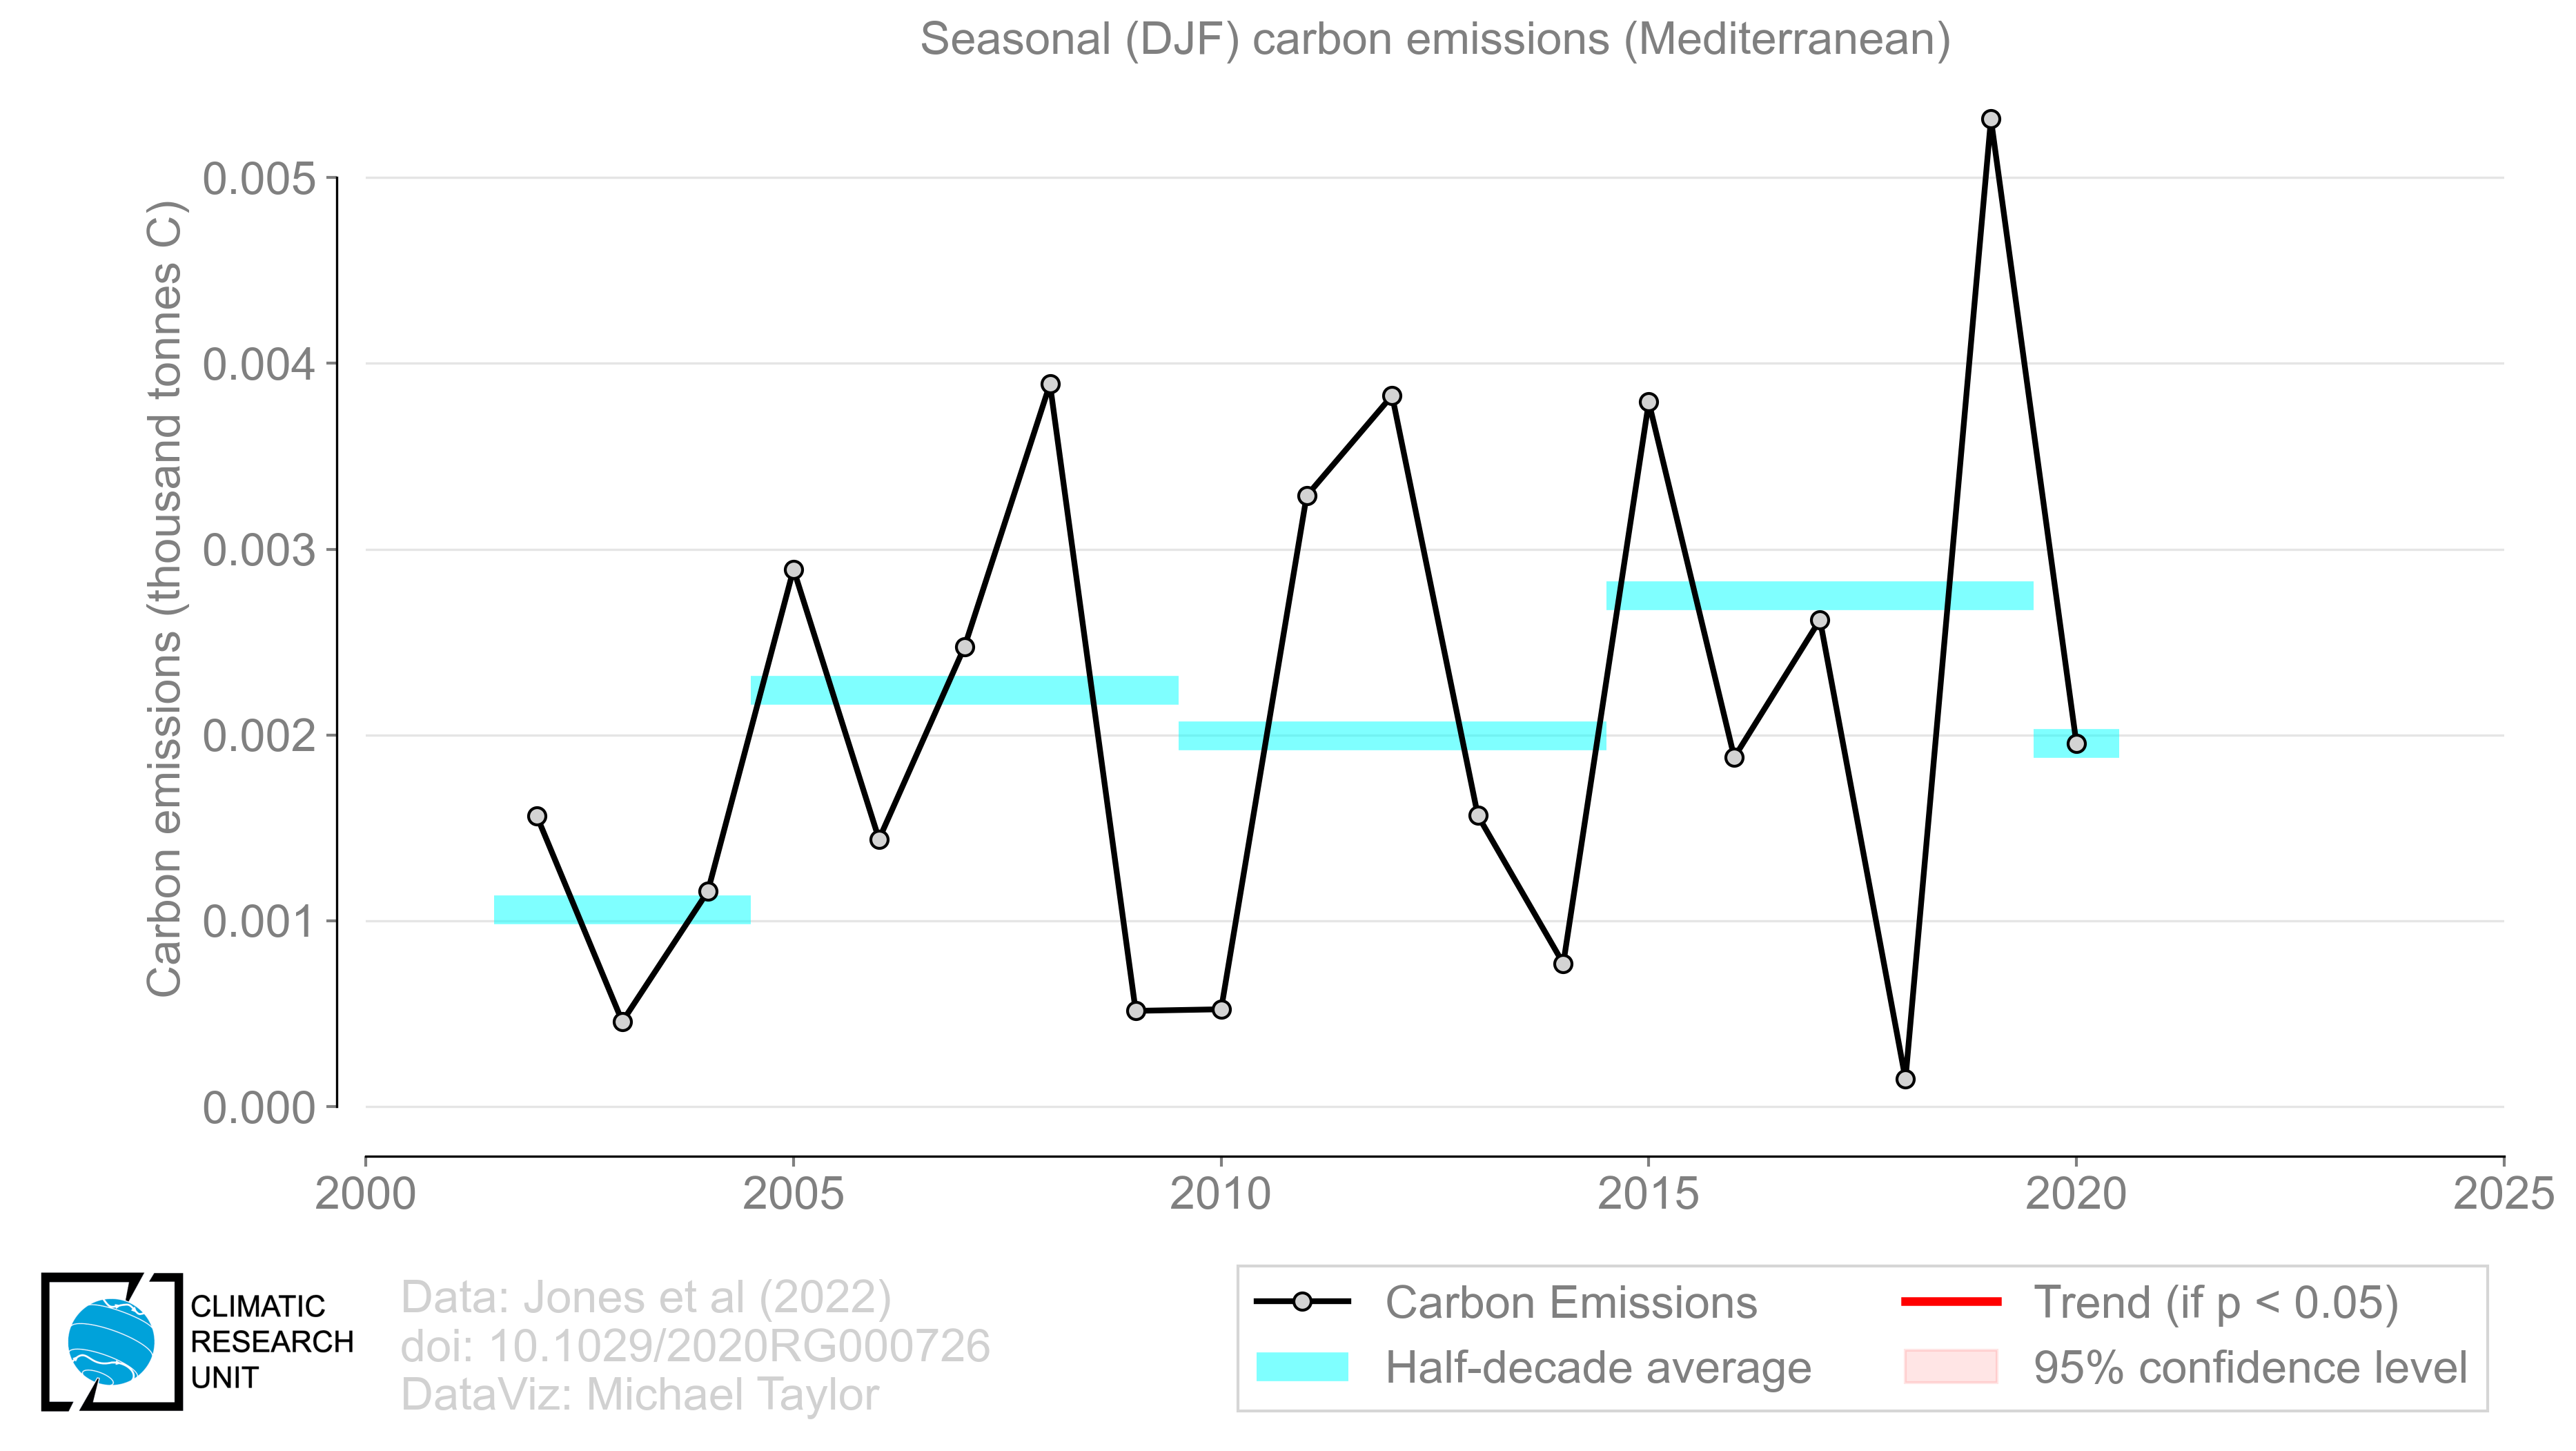 Seasonal (DJF) carbon emissions (Mediterranean)
Carbon emissions (thousand tonnes C)
0.005
0.004
0.003
0.002
0.001
0.000
2000 2005 2010 2015 2020 2025
CLIMATIC
RESEARCH
UNIT
Data: Jones et al (2022)
doi: 10.1029/2020RG000726
DataViz: Michael Taylor
Carbon Emissions
Half-decade average
Trend (if p < 0.05)
95% confidence level